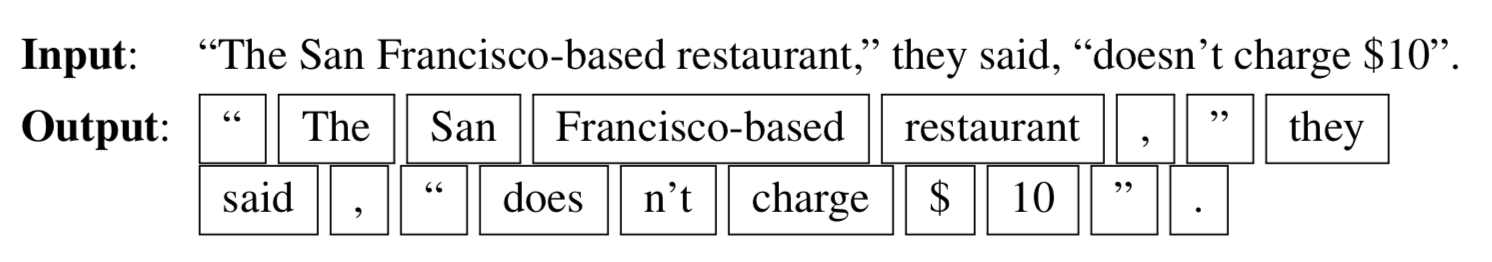 Input: “The San Francisco-based restaurant,” they said, “doesn’t charge $10”.
Output: “ The San Francisco-based restaurant , ” they
said , “ does n’t charge $ 10 ” .